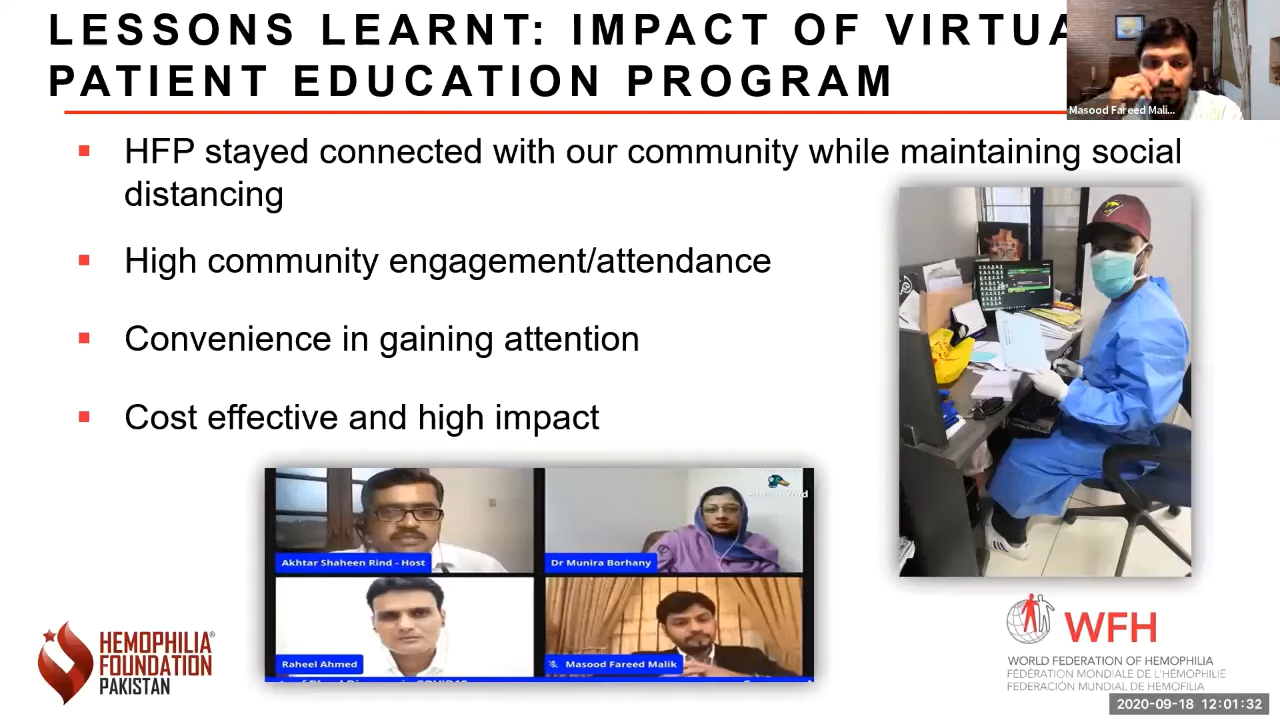 LESSONS LEARNT: IMPACT OF VIRTUA
PATIENT EDUCATION PROGRAM
Masood Fareed Mali...
▪ HFP stayed connected with our community while maintaining social
distancing
▪ High community engagement/attendance
▪ Convenience in gaining attention
▪ Cost effective and high impact
Akhtar Shaheen Rind - Host
Dr Munira Borhany
Raheel Ahmed
Masood Fareed Malik
HEMOPHILIA®
FOUNDATION
PAKISTAN
WFH
WORLD FEDERATION OF HEMOPHILIA
FÉDÉRATION MONDIALE DE L'HÉMOPHILIE
FEDERACIÓN MUNDIAL DE HEMOFILIA
2020-09-18 12:01:32